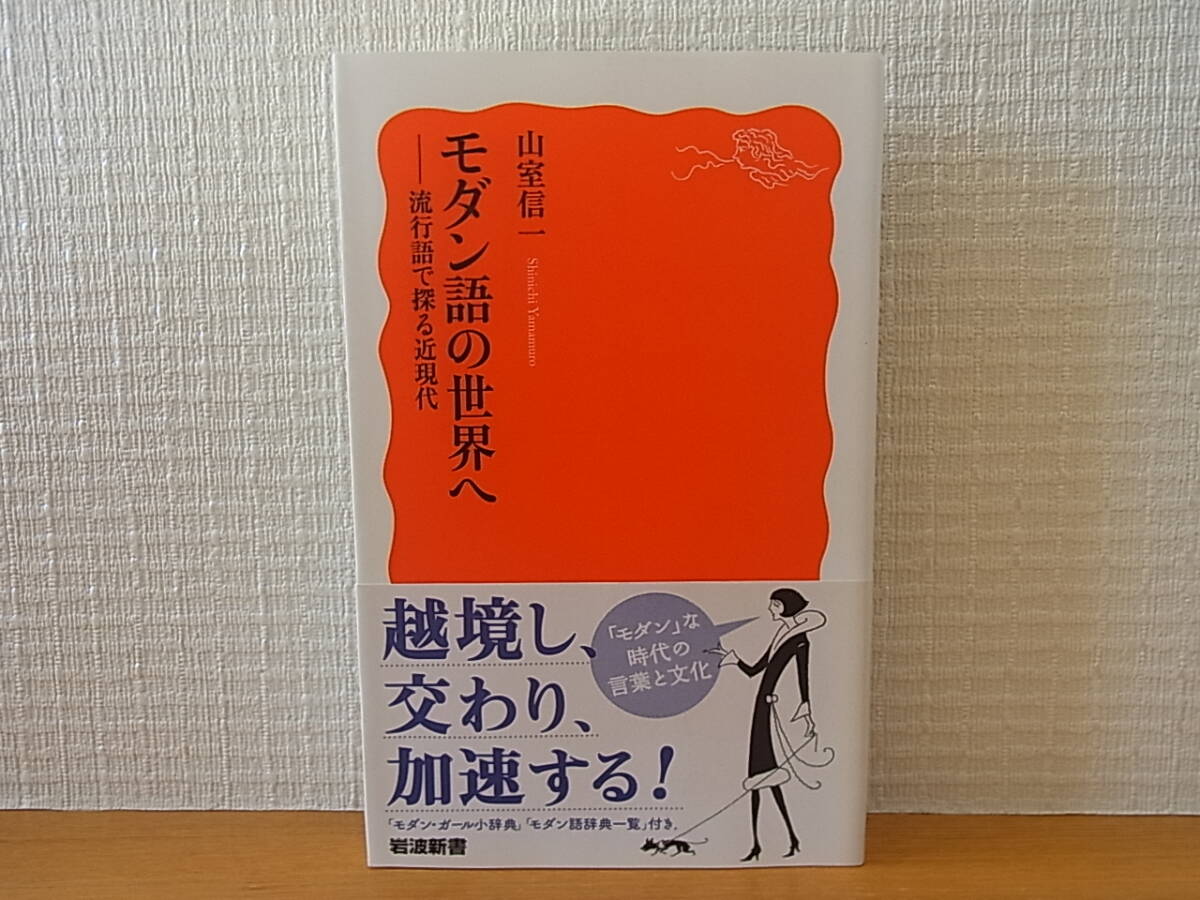 山室信一
Shinichi Yamamuro
モダン語の世界へ
──流行語で探る近現代
越境し、
交わり、
加速する!
「モダン」な
時代の
言葉と文化
「モダン・ガール小辞典」「モダン語辞典一覧」付き。
岩波新書